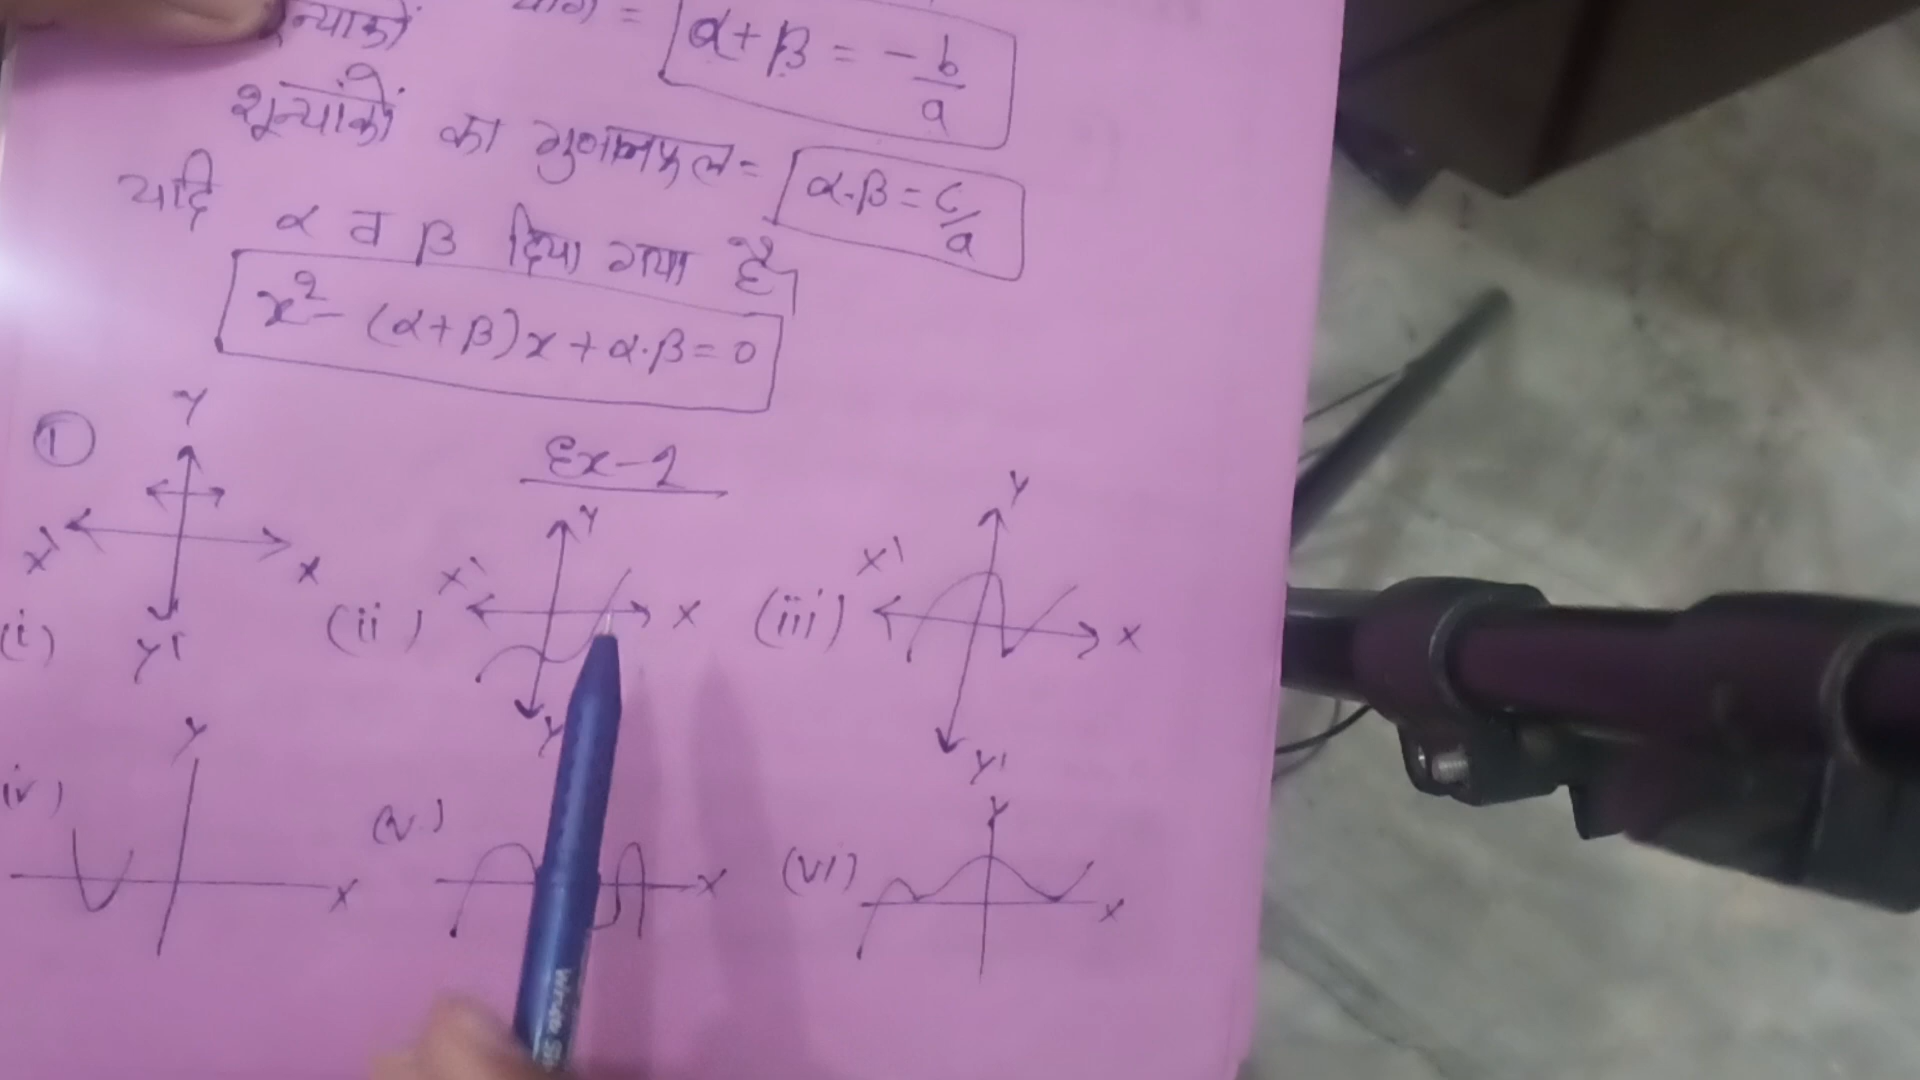 शून्यांकों का गुणनफल = α.β = c/a
α+β = -b/a
यदि α व β दिया गया है
x² - (α+β)x + α.β = 0
Ex-2
① Y X' X Y' (i)
(ii) Y X' X Y
(iii) Y X' X Y'
iv) Y X
(v) X
(vi) Y X